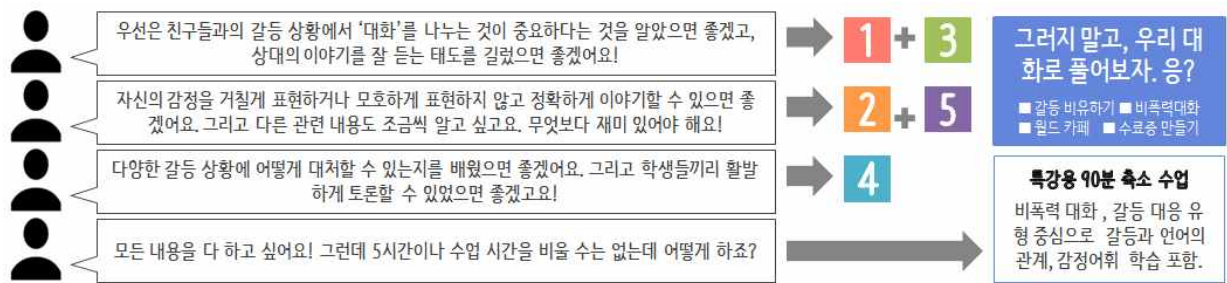 우선은 친구들과의 갈등 상황에서 ‘대화’를 나누는 것이 중요하다는 것을 알았으면 좋겠고,
상대의 이야기를 잘 듣는 태도를 길렀으면 좋겠어요!
1 + 3
자신의 감정을 거칠게 표현하거나 모호하게 표현하지 않고 정확하게 이야기할 수 있으면 좋
겠어요. 그리고 다른 관련 내용도 조금씩 알고 싶고요. 무엇보다 재미 있어야 해요!
2 + 5
다양한 갈등 상황에 어떻게 대처할 수 있는지를 배웠으면 좋겠어요. 그리고 학생들끼리 활발
하게 토론할 수 있었으면 좋겠고요!
4
모든 내용을 다 하고 싶어요! 그런데 5시간이나 수업 시간을 비울 수는 없는데 어떻게 하죠?
그러지 말고, 우리 대
화로 풀어보자. 응?
■ 갈등 비유하기 ■ 비폭력대화
■ 월드 카페 ■ 수료증 만들기
특강용 90분 축소 수업
비폭력 대화 , 갈등 대응 유
형 중심으로 갈등과 언어의
관계, 감정어휘 학습 포함.